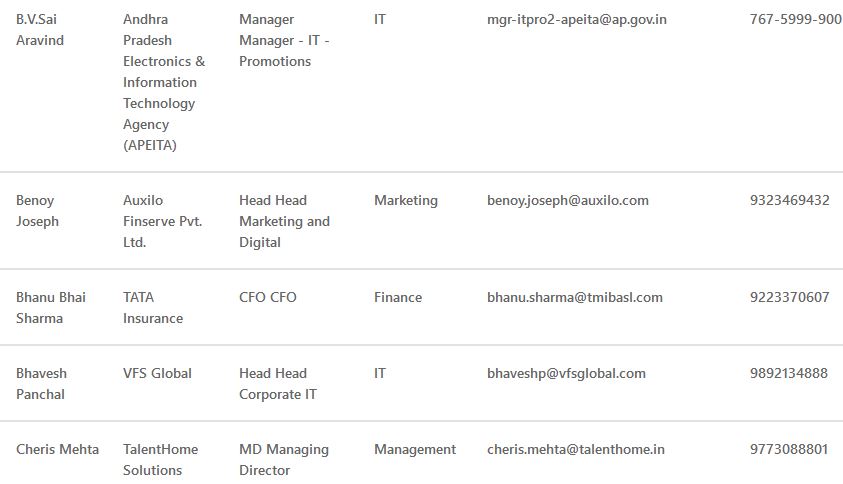 B.V.Sai Andhra Manager IT mgr-itpro2-apeita@ap.gov.in 767-5999-900
Aravind Pradesh Manager - IT -
Electronics & Promotions
Information
Technology
Agency
(APEITA)
Benoy Auxilo Head Head Marketing benoy.joseph@auxilo.com 9323469432
Joseph Finserve Pvt. Marketing and
Ltd. Digital
Bhanu Bhai TATA CFO CFO Finance bhanu.sharma@tmibasl.com 9223370607
Sharma Insurance
Bhavesh VFS Global Head Head IT bhaveshp@vfsglobal.com 9892134888
Panchal Corporate IT
Cheris Mehta TalentHome MD Managing Management cheris.mehta@talenthome.in 9773088801
Solutions Director